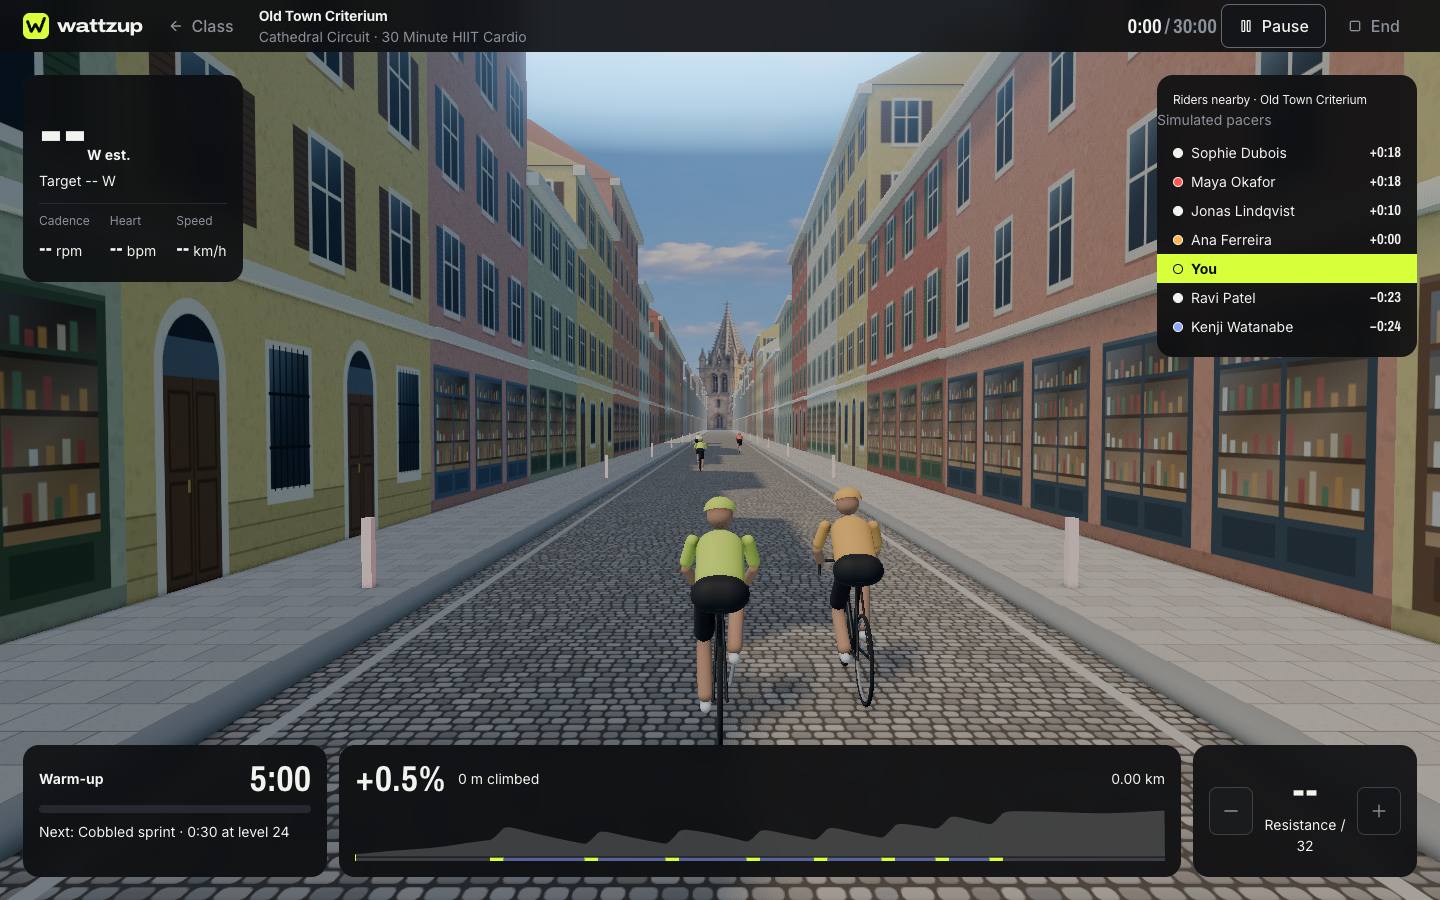 wattzup
← Class
Old Town Criterium
Cathedral Circuit · 30 Minute HIIT Cardio
0:00 / 30:00
Pause
End
-- W est.
Target -- W
Cadence Heart Speed
-- rpm -- bpm -- km/h
Riders nearby · Old Town Criterium
Simulated pacers
Sophie Dubois +0:18
Maya Okafor +0:18
Jonas Lindqvist +0:10
Ana Ferreira +0:00
You
Ravi Patel −0:23
Kenji Watanabe −0:24
Warm-up 5:00
Next: Cobbled sprint · 0:30 at level 24
+0.5% 0 m climbed 0.00 km
--
Resistance /
32